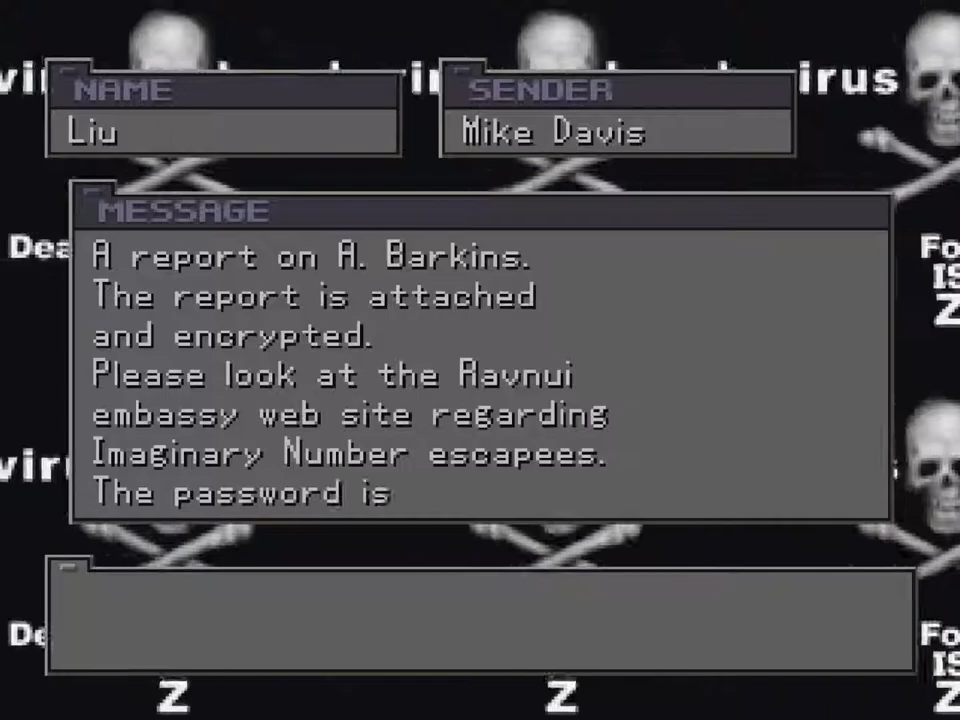 virus
NAME
SENDER
Liu
Mike Davis
MESSAGE
A report on A. Barkins.
The report is attached
and encrypted.
Please look at the Ravnui
embassy web site regarding
Imaginary Number escapees.
The password is
Z
Z